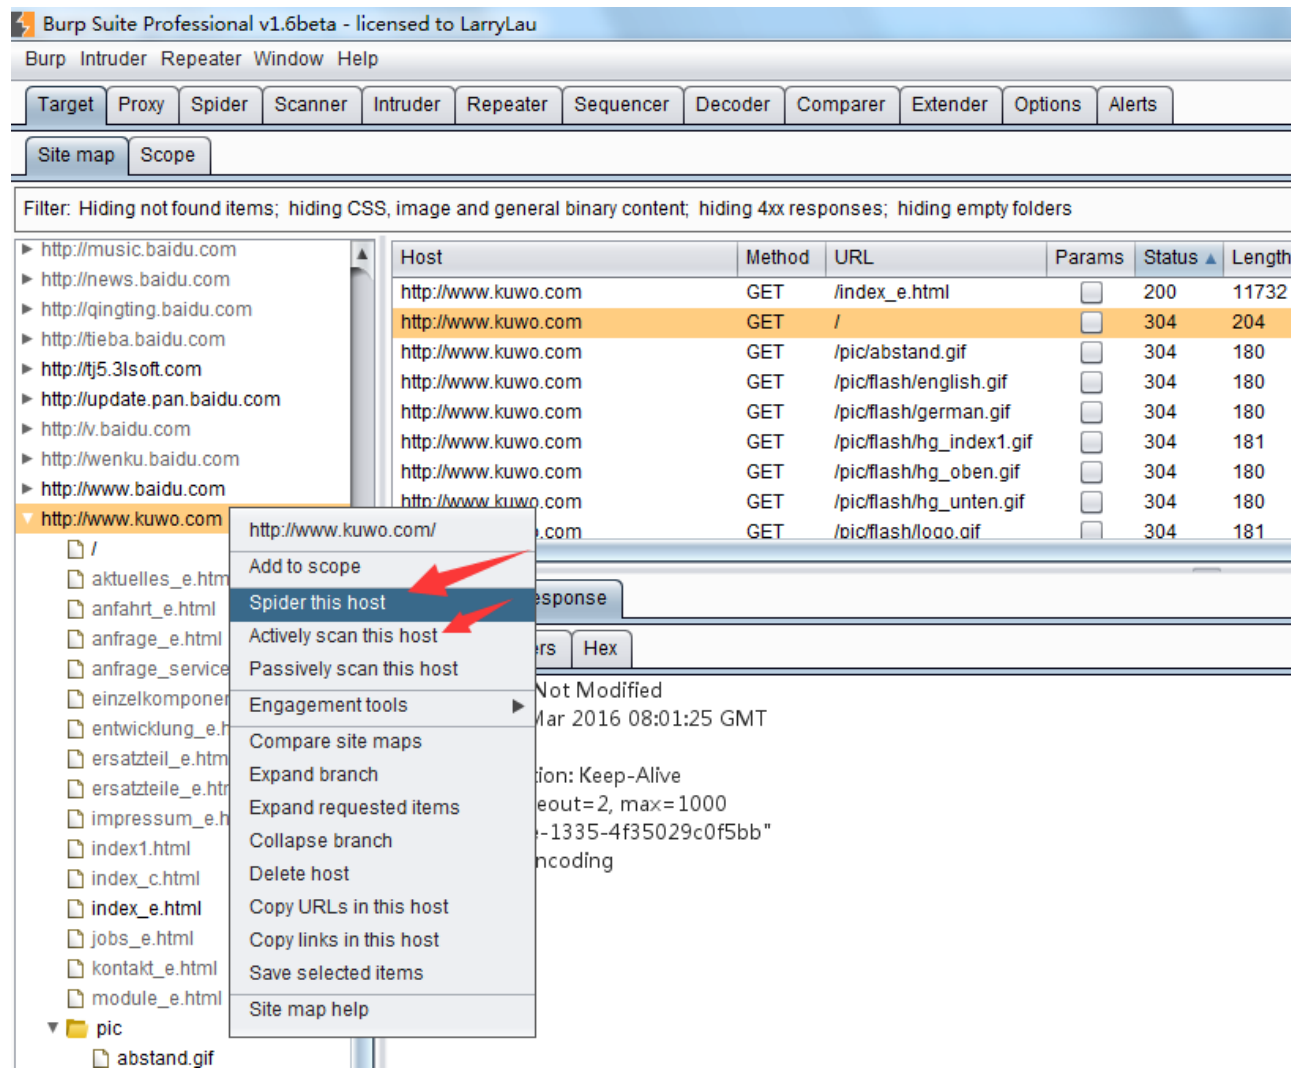 Burp Suite Professional v1.6beta - licensed to LarryLau
Burp Intruder Repeater Window Help
Target Proxy Spider Scanner Intruder Repeater Sequencer Decoder Comparer Extender Options Alerts
Site map Scope
Filter: Hiding not found items; hiding CSS, image and general binary content; hiding 4xx responses; hiding empty folders
http://music.baidu.com
http://news.baidu.com
http://qingting.baidu.com
http://tieba.baidu.com
http://tj5.3lsoft.com
http://update.pan.baidu.com
http://v.baidu.com
http://wenku.baidu.com
http://www.baidu.com
http://www.kuwo.com
/
aktuelles_e.htm
anfahrt_e.html
anfrage_e.html
anfrage_service
einzelkomponen
entwicklung_e.h
ersatzteil_e.htm
ersatzteile_e.htr
impressum_e.h
index1.html
index_c.html
index_e.html
jobs_e.html
kontakt_e.html
module_e.html
pic
abstand.gif
Host Method URL Params Status Length
http://www.kuwo.com GET /index_e.html 200 11732
http://www.kuwo.com GET / 304 204
http://www.kuwo.com GET /pic/abstand.gif 304 180
http://www.kuwo.com GET /pic/flash/english.gif 304 180
http://www.kuwo.com GET /pic/flash/german.gif 304 180
http://www.kuwo.com GET /pic/flash/hg_index1.gif 304 181
http://www.kuwo.com GET /pic/flash/hg_oben.gif 304 180
http://www.kuwo.com GET /pic/flash/hg_unten.gif 304 180
.com GET /pic/flash/logo.gif 304 181
http://www.kuwo.com/
Add to scope
Spider this host
Actively scan this host
Passively scan this host
Engagement tools
Compare site maps
Expand branch
Expand requested items
Collapse branch
Delete host
Copy URLs in this host
Copy links in this host
Save selected items
Site map help
esponse
ers Hex
Not Modified
Mar 2016 08:01:25 GMT
tion: Keep-Alive
eout=2, max=1000
-1335-4f35029c0f5bb"
ncoding